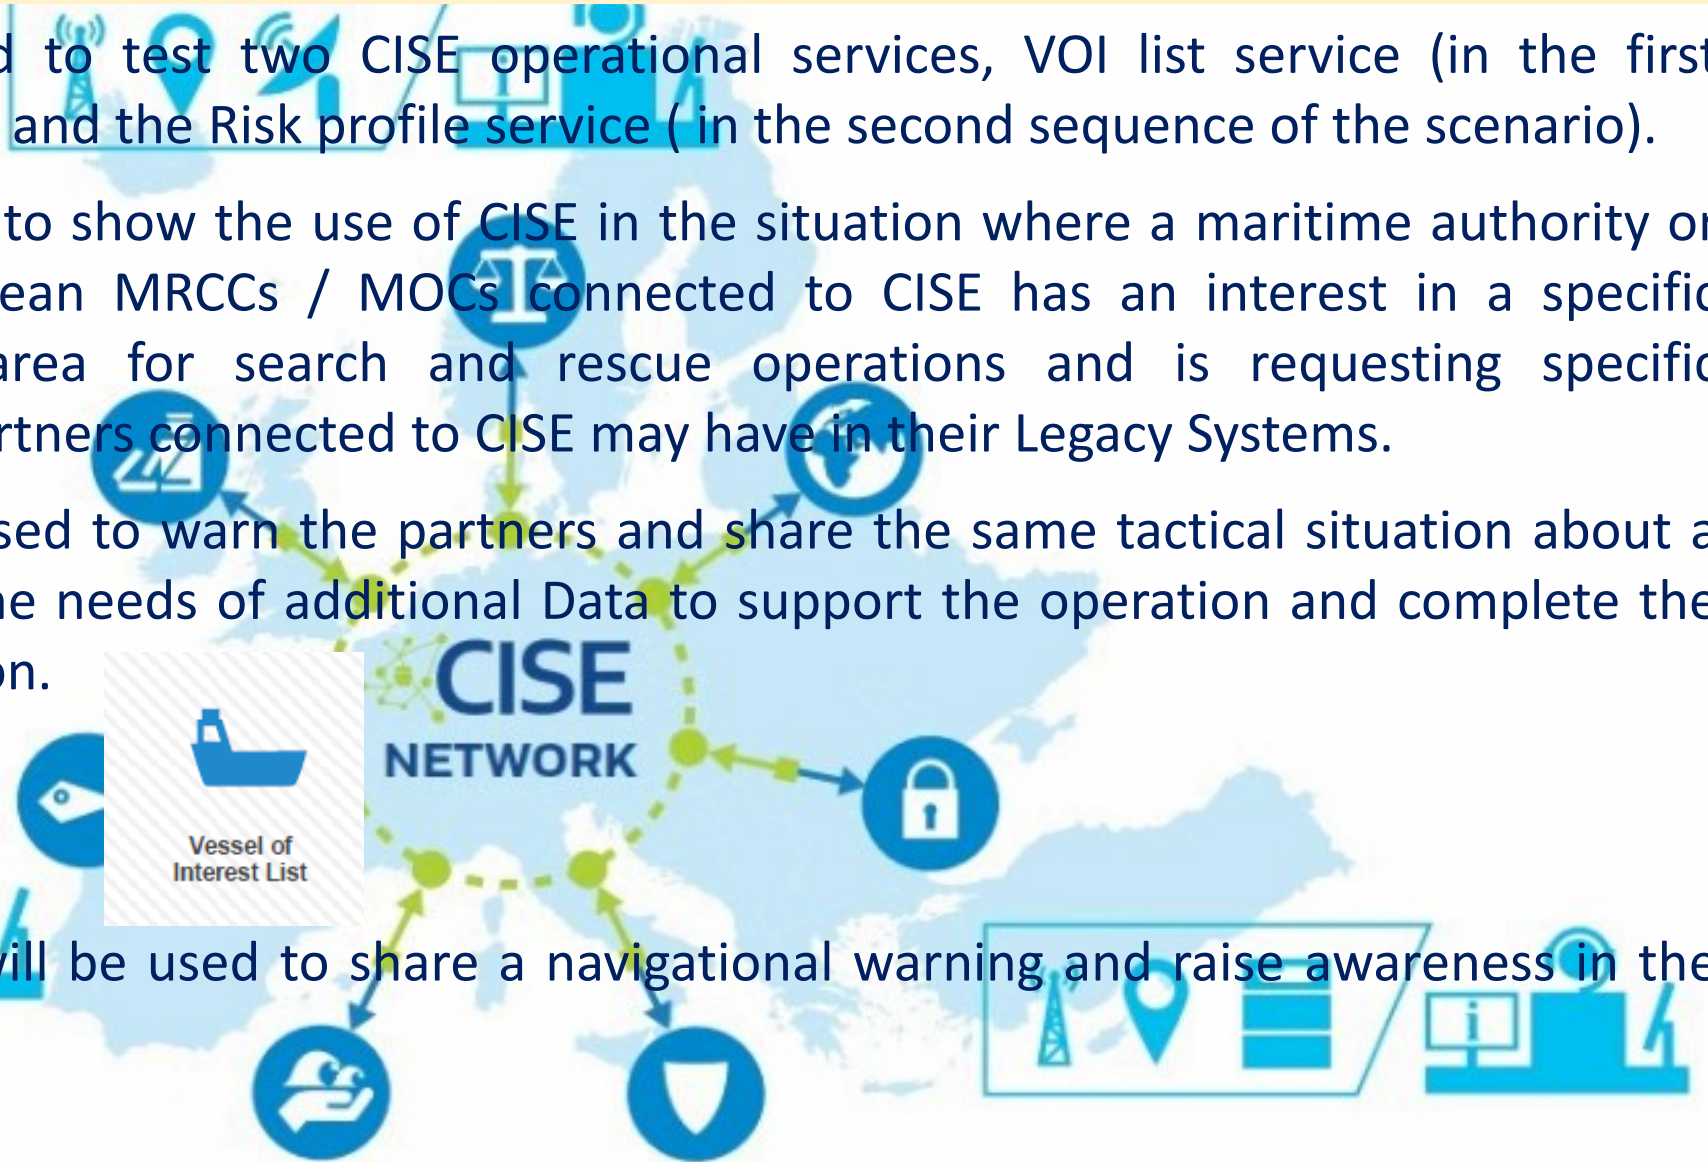 d to test two CISE operational services, VOI list service (in the first
and the Risk profile service ( in the second sequence of the scenario).
to show the use of CISE in the situation where a maritime authority or
ean MRCCs / MOCs connected to CISE has an interest in a specific
area for search and rescue operations and is requesting specific
rtners connected to CISE may have in their Legacy Systems.
sed to warn the partners and share the same tactical situation about a
ne needs of additional Data to support the operation and complete the
on.
CISE
NETWORK
Vessel of
Interest List
will be used to share a navigational warning and raise awareness in the
i